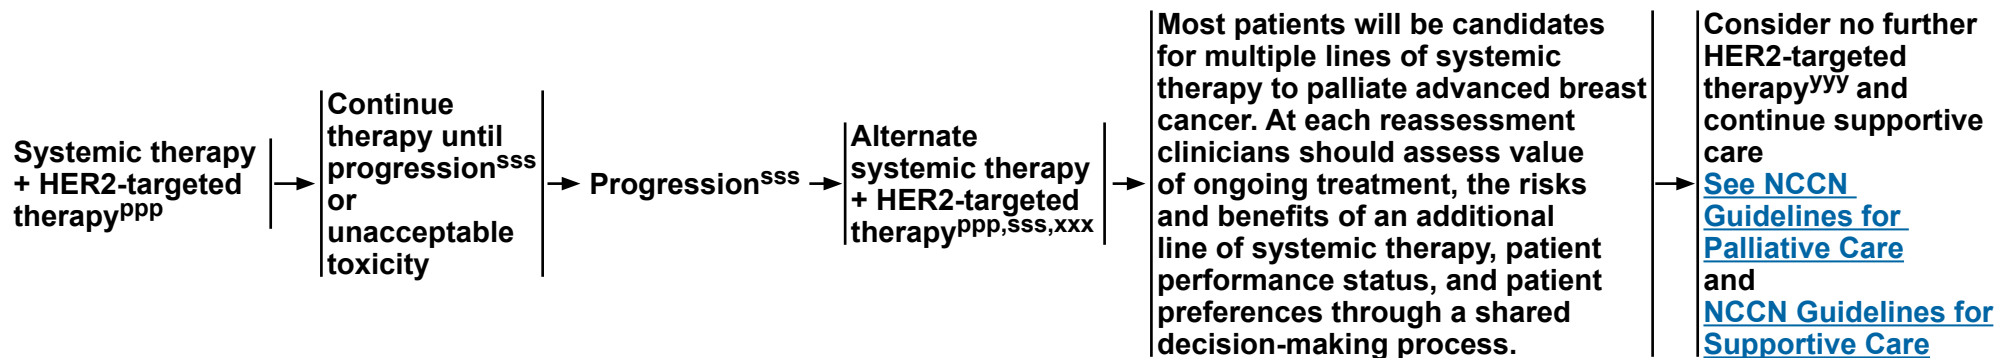 Systemic therapy
+ HER2-targeted
therapyppp
Continue
therapy until
progressionsss
or
unacceptable
toxicity
Progressionsss
Alternate
systemic therapy
+ HER2-targeted
therapyppp,sss,xxx
Most patients will be candidates
for multiple lines of systemic
therapy to palliate advanced breast
cancer. At each reassessment
clinicians should assess value
of ongoing treatment, the risks
and benefits of an additional
line of systemic therapy, patient
performance status, and patient
preferences through a shared
decision-making process.
Consider no further
HER2-targeted
therapyyyy and
continue supportive
care
See NCCN
Guidelines for
Palliative Care
and
NCCN Guidelines for
Supportive Care